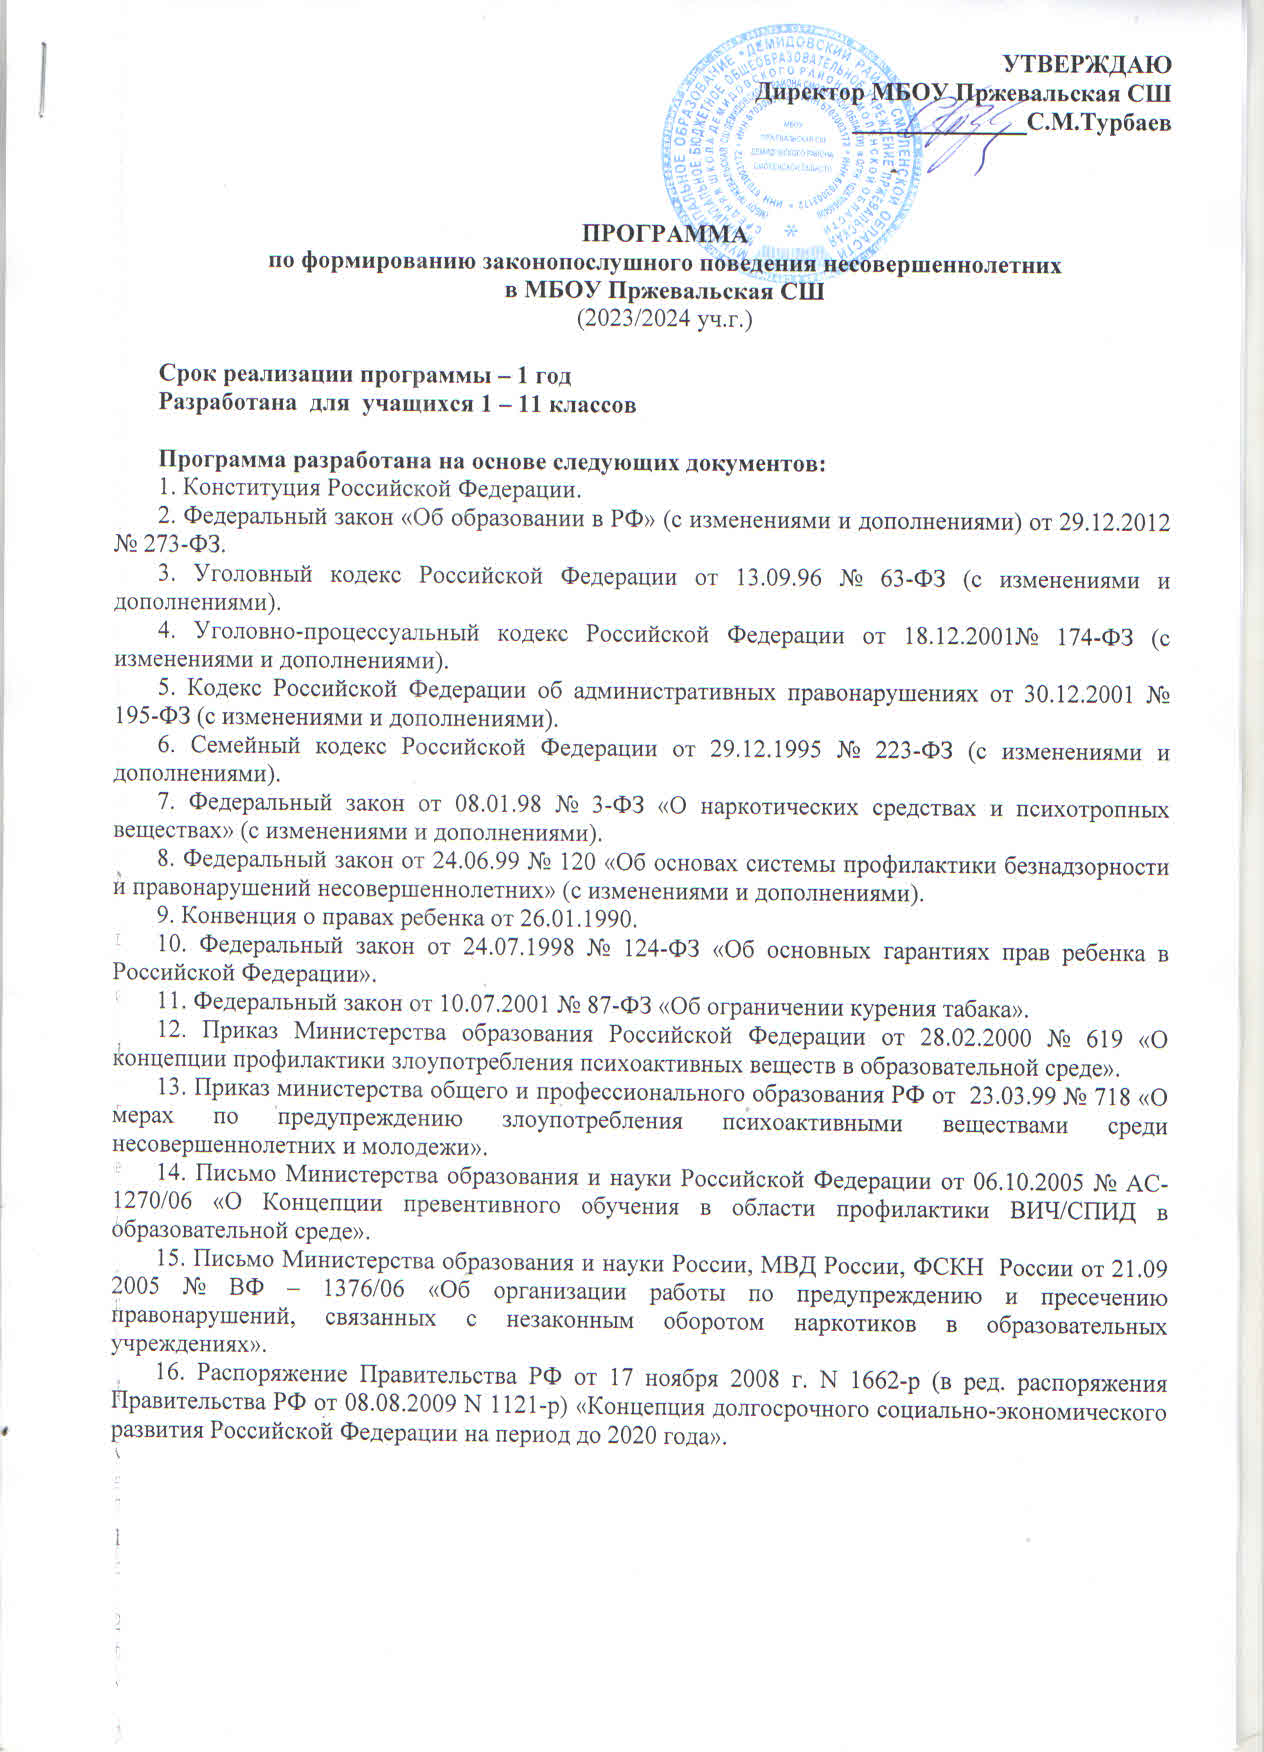 УТВЕРЖДАЮ
Директор МБОУ Пржевальская СШ
С.М.Турбаев
МБОУ
ПРЖЕВАЛЬСКАЯ СШ
ДЕМИДОВСКОГО РАЙОНА
СМОЛЕНСКОЙ ОБЛАСТИ
ПРОГРАММА
по формированию законопослушного поведения несовершеннолетних
в МБОУ Пржевальская СШ
(2023/2024 уч.г.)
Срок реализации программы – 1 год
Разработана для учащихся 1 – 11 классов
Программа разработана на основе следующих документов:
1. Конституция Российской Федерации.
2. Федеральный закон «Об образовании в РФ» (с изменениями и дополнениями) от 29.12.2012
№ 273-ФЗ.
3. Уголовный кодекс Российской Федерации от 13.09.96 № 63-ФЗ (с изменениями и
дополнениями).
4. Уголовно-процессуальный кодекс Российской Федерации от 18.12.2001№ 174-ФЗ (с
изменениями и дополнениями).
5. Кодекс Российской Федерации об административных правонарушениях от 30.12.2001 №
195-ФЗ (с изменениями и дополнениями).
6. Семейный кодекс Российской Федерации от 29.12.1995 № 223-ФЗ (с изменениями и
дополнениями).
7. Федеральный закон от 08.01.98 № 3-ФЗ «О наркотических средствах и психотропных
веществах» (с изменениями и дополнениями).
8. Федеральный закон от 24.06.99 № 120 «Об основах системы профилактики безнадзорности
и правонарушений несовершеннолетних» (с изменениями и дополнениями).
9. Конвенция о правах ребенка от 26.01.1990.
10. Федеральный закон от 24.07.1998 № 124-ФЗ «Об основных гарантиях прав ребенка в
Российской Федерации».
11. Федеральный закон от 10.07.2001 № 87-ФЗ «Об ограничении курения табака».
12. Приказ Министерства образования Российской Федерации от 28.02.2000 № 619 «О
концепции профилактики злоупотребления психоактивных веществ в образовательной среде».
13. Приказ министерства общего и профессионального образования РФ от 23.03.99 № 718 «О
мерах по предупреждению злоупотребления психоактивными веществами среди
несовершеннолетних и молодежи».
14. Письмо Министерства образования и науки Российской Федерации от 06.10.2005 № АС-
1270/06 «О Концепции превентивного обучения в области профилактики ВИЧ/СПИД в
образовательной среде».
15. Письмо Министерства образования и науки России, МВД России, ФСКН России от 21.09
2005 № ВФ – 1376/06 «Об организации работы по предупреждению и пресечению
правонарушений, связанных с незаконным оборотом наркотиков в образовательных
учреждениях».
16. Распоряжение Правительства РФ от 17 ноября 2008 г. N 1662-р (в ред. распоряжения
Правительства РФ от 08.08.2009 N 1121-р) «Концепция долгосрочного социально-экономического
развития Российской Федерации на период до 2020 года».